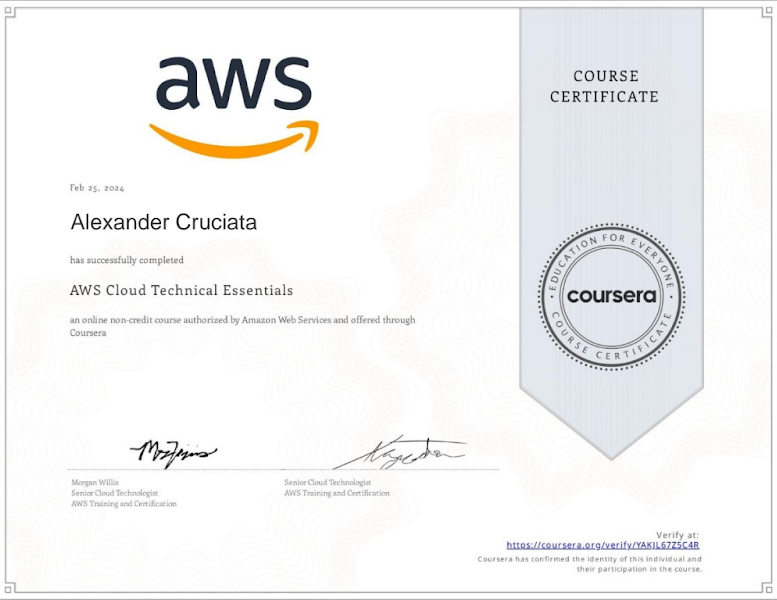 aws
COURSE
CERTIFICATE
Feb 25, 2024
Alexander Cruciata
has successfully completed
AWS Cloud Technical Essentials
an online non-credit course authorized by Amazon Web Services and offered through
Coursera
EDUCATION FOR EVERYONE
coursera
COURSE CERTIFICATE
Morgan Willis
Senior Cloud Technologist
AWS Training and Certification
Senior Cloud Technologist
AWS Training and Certification
Verify at:
https://coursera.org/verify/YAKJL67Z5C4R
Coursera has confirmed the identity of this individual and
their participation in the course.